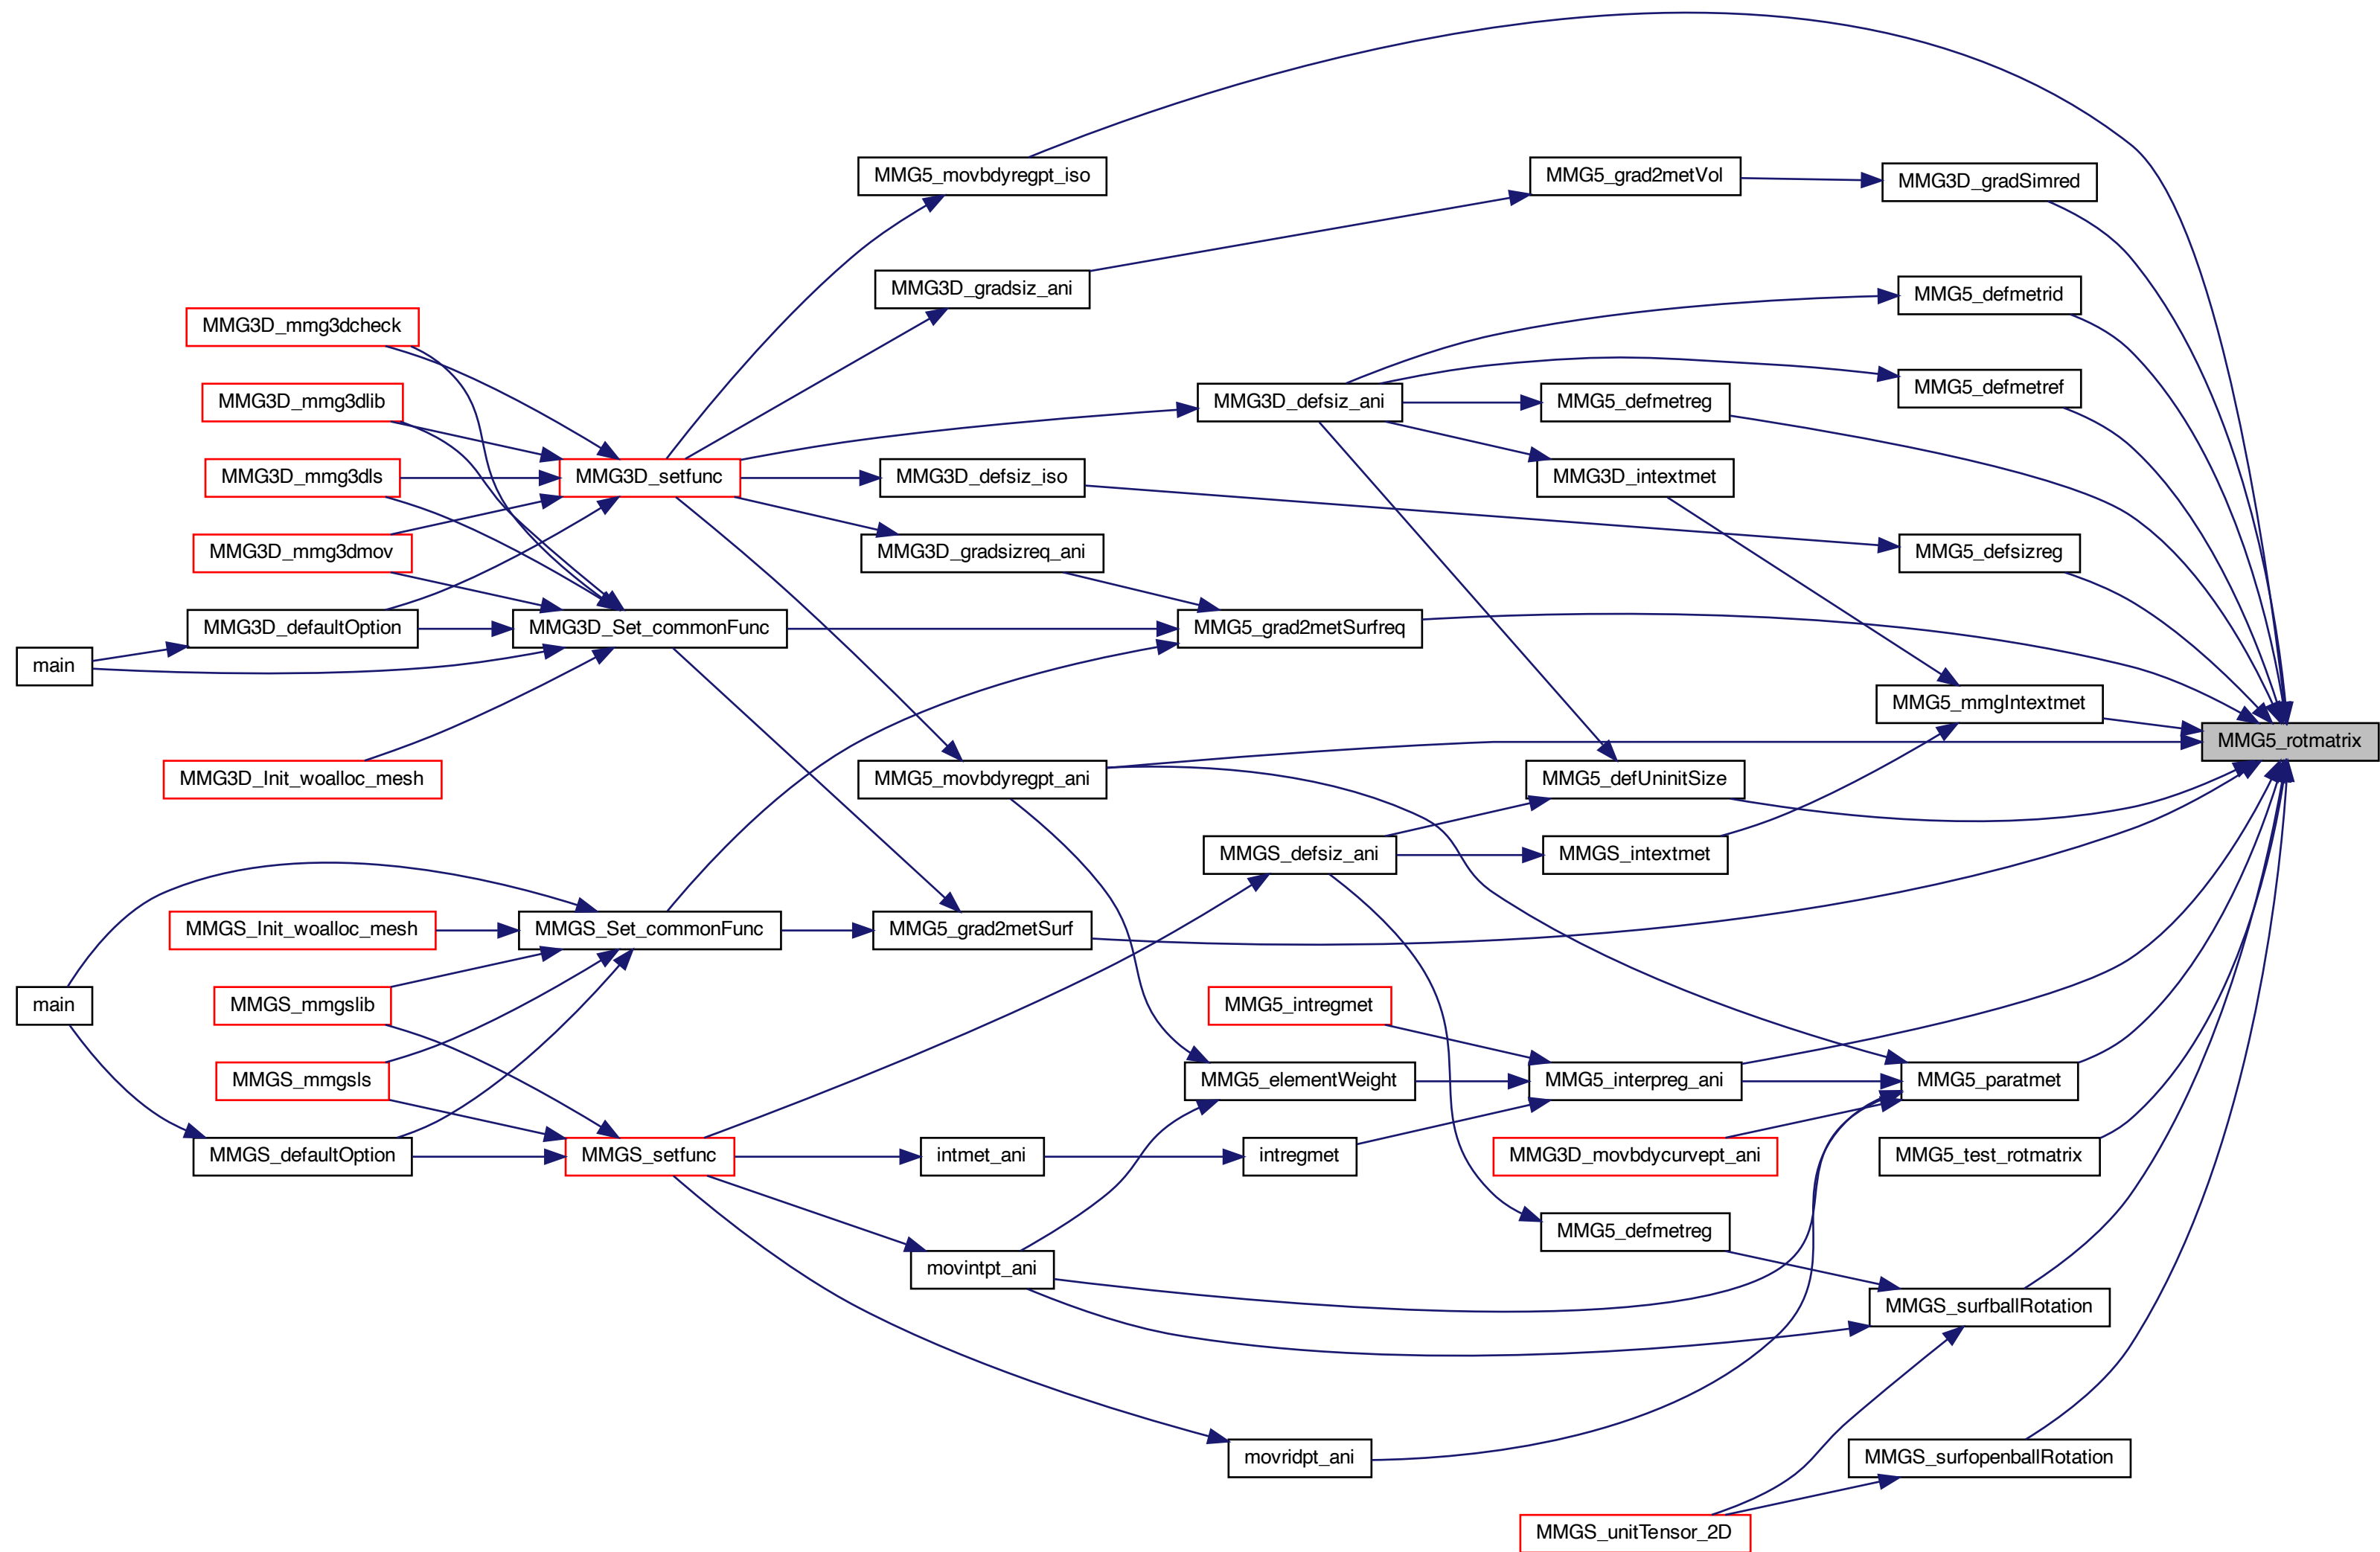 MMG5_movbdyregpt_iso
MMG5_grad2metVol
MMG3D_gradSimred
MMG3D_gradsiz_ani
MMG5_defmetrid
MMG3D_mmg3dcheck
MMG3D_mmg3dlib
MMG3D_defsiz_ani
MMG5_defmetreg
MMG5_defmetref
MMG3D_mmg3dls
MMG3D_setfunc
MMG3D_defsiz_iso
MMG3D_intextmet
MMG3D_mmg3dmov
MMG3D_gradsizreq_ani
MMG5_defsizreg
MMG3D_defaultOption
MMG3D_Set_commonFunc
MMG5_grad2metSurfreq
main
MMG5_mmgIntextmet
MMG5_rotmatrix
MMG3D_Init_woalloc_mesh
MMG5_movbdyregpt_ani
MMG5_defUninitSize
MMGS_defsiz_ani
MMGS_intextmet
MMGS_Init_woalloc_mesh
MMGS_Set_commonFunc
MMG5_grad2metSurf
main
MMGS_mmgslib
MMG5_intregmet
MMGS_mmgsls
MMG5_elementWeight
MMG5_interpreg_ani
MMG5_paratmet
MMGS_defaultOption
MMGS_setfunc
intmet_ani
intregmet
MMG3D_movbdycurvept_ani
MMG5_test_rotmatrix
MMG5_defmetreg
movintpt_ani
MMGS_surfballRotation
movridpt_ani
MMGS_surfopenballRotation
MMGS_unitTensor_2D